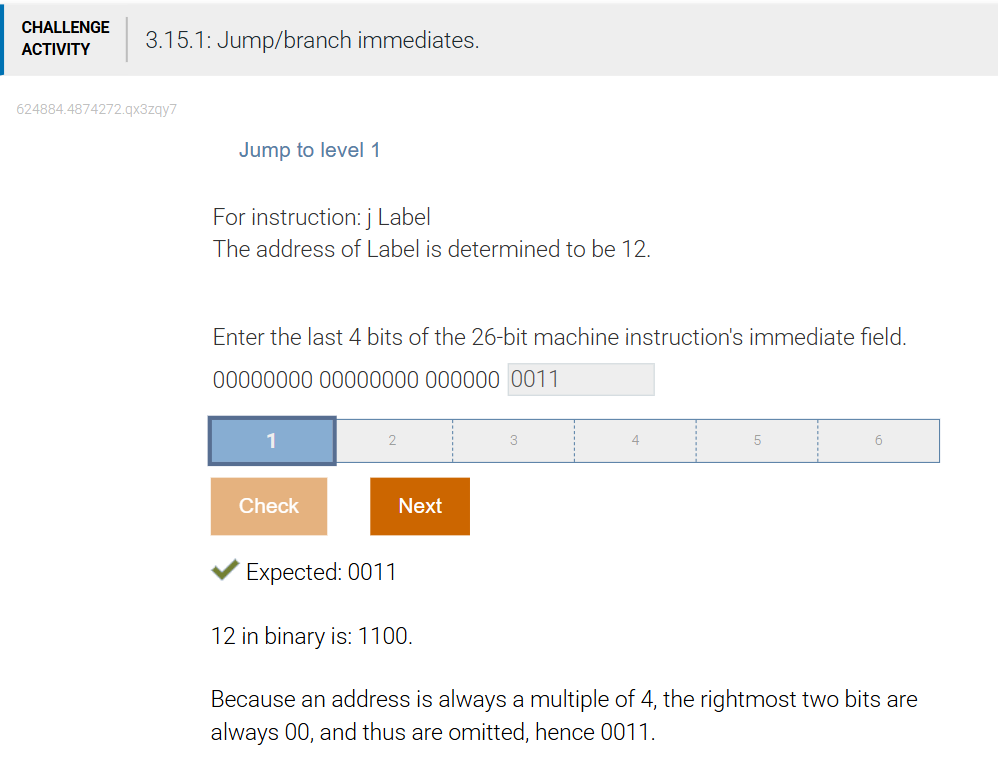 CHALLENGE
ACTIVITY
3.15.1: Jump/branch immediates.
624884.4874272.qx3zqy7
Jump to level 1
For instruction: j Label
The address of Label is determined to be 12.
Enter the last 4 bits of the 26-bit machine instruction's immediate field.
00000000 00000000 000000 0011
1 2 3 4 5 6
Check Next
Expected: 0011
12 in binary is: 1100.
Because an address is always a multiple of 4, the rightmost two bits are
always 00, and thus are omitted, hence 0011.